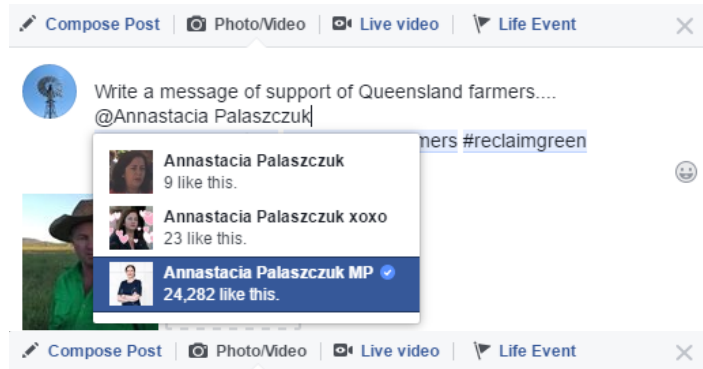 Compose Post Photo/Video Live video Life Event
Write a message of support of Queensland farmers....
@Annastacia Palaszczuk
mers #reclaimgreen
Annastacia Palaszczuk
9 like this.
Annastacia Palaszczuk xoxo
23 like this.
Annastacia Palaszczuk MP
24,282 like this.
Compose Post Photo/Video Live video Life Event